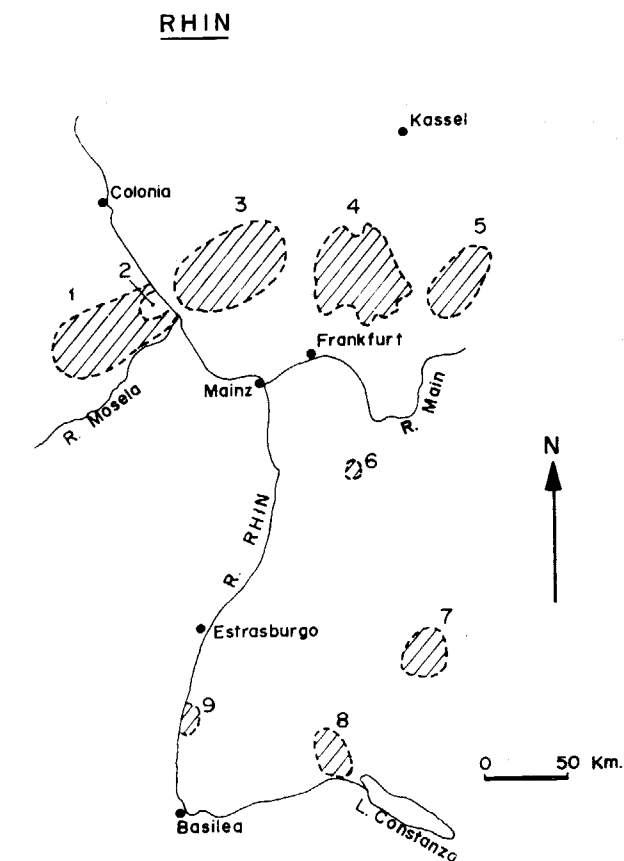 RHIN
Kassel
Colonia
3
4
5
2
1
Frankfurt
Mainz
R. Mosela
R. Main
6
N
R. RHIN
7
Estrasburgo
9
8
0 50 Km.
L. Constanza
Basilea